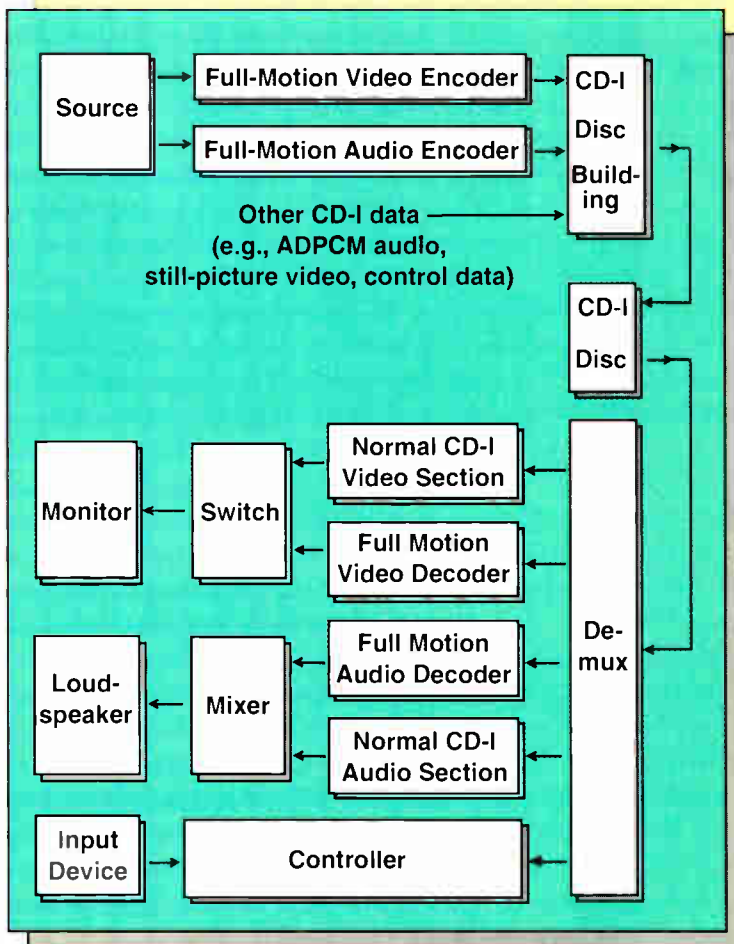 Source
Full-Motion Video Encoder
Full-Motion Audio Encoder
CD-I
Disc
Build-
ing
Other CD-I data
(e.g., ADPCM audio,
still-picture video, control data)
CD-I
Disc
Monitor
Switch
Normal CD-I
Video Section
Full Motion
Video Decoder
De-
mux
Loud-
speaker
Mixer
Full Motion
Audio Decoder
Normal CD-I
Audio Section
Input
Device
Controller